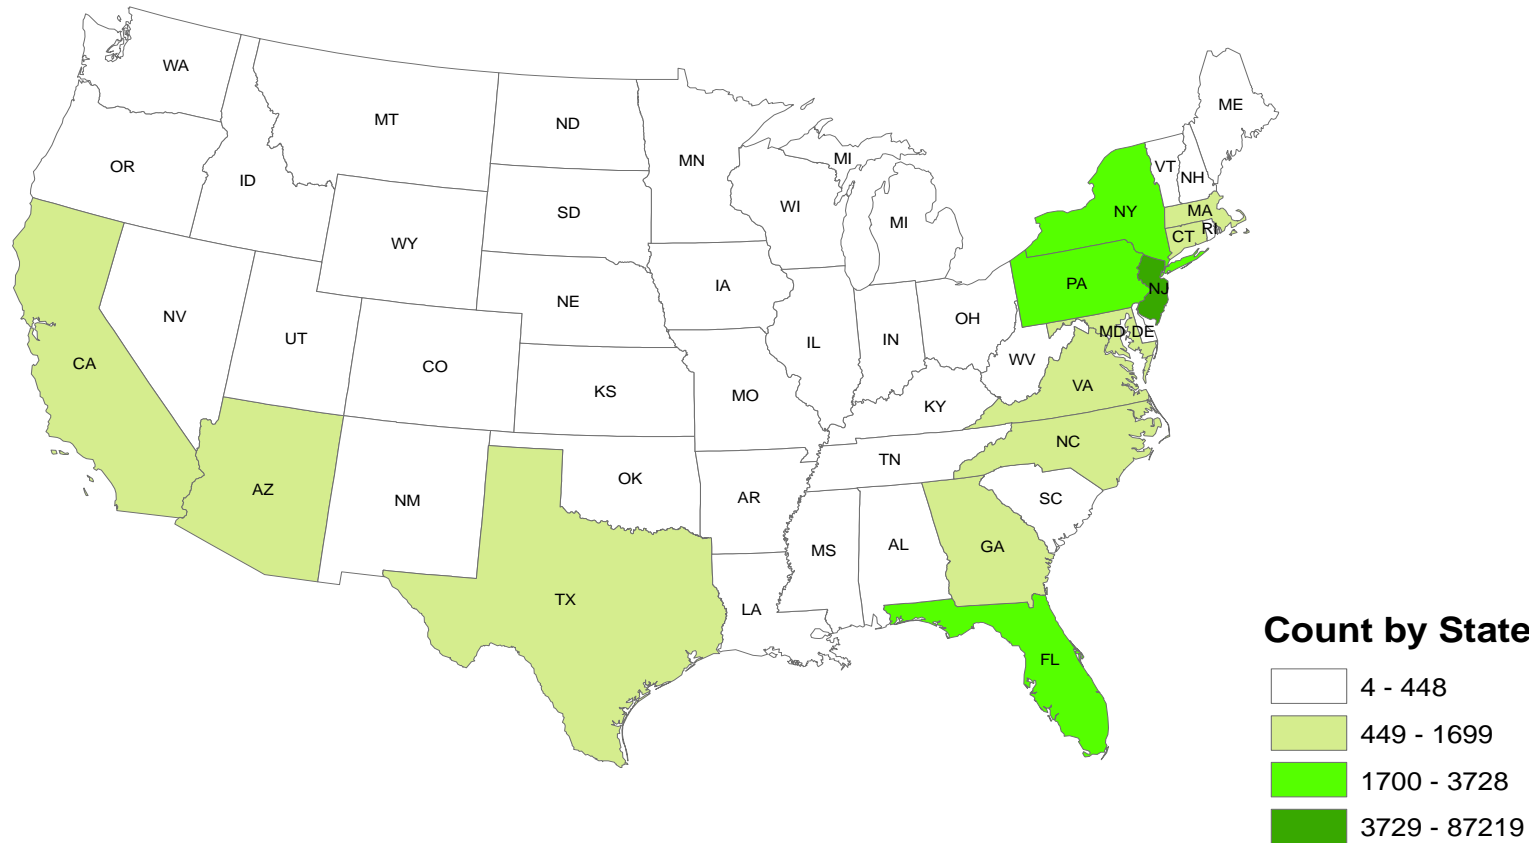 WA
MT
ND
MN
ME
OR
ID
SD
WI
MI
MI
VT
NH
NY
MA
CT
RI
WY
NE
IA
PA
NJ
NV
UT
CO
KS
MO
IL
IN
OH
MD
DE
WV
VA
CA
KY
NC
TN
AZ
NM
OK
AR
SC
MS
AL
GA
TX
LA
FL
Count by State
4 - 448
449 - 1699
1700 - 3728
3729 - 87219